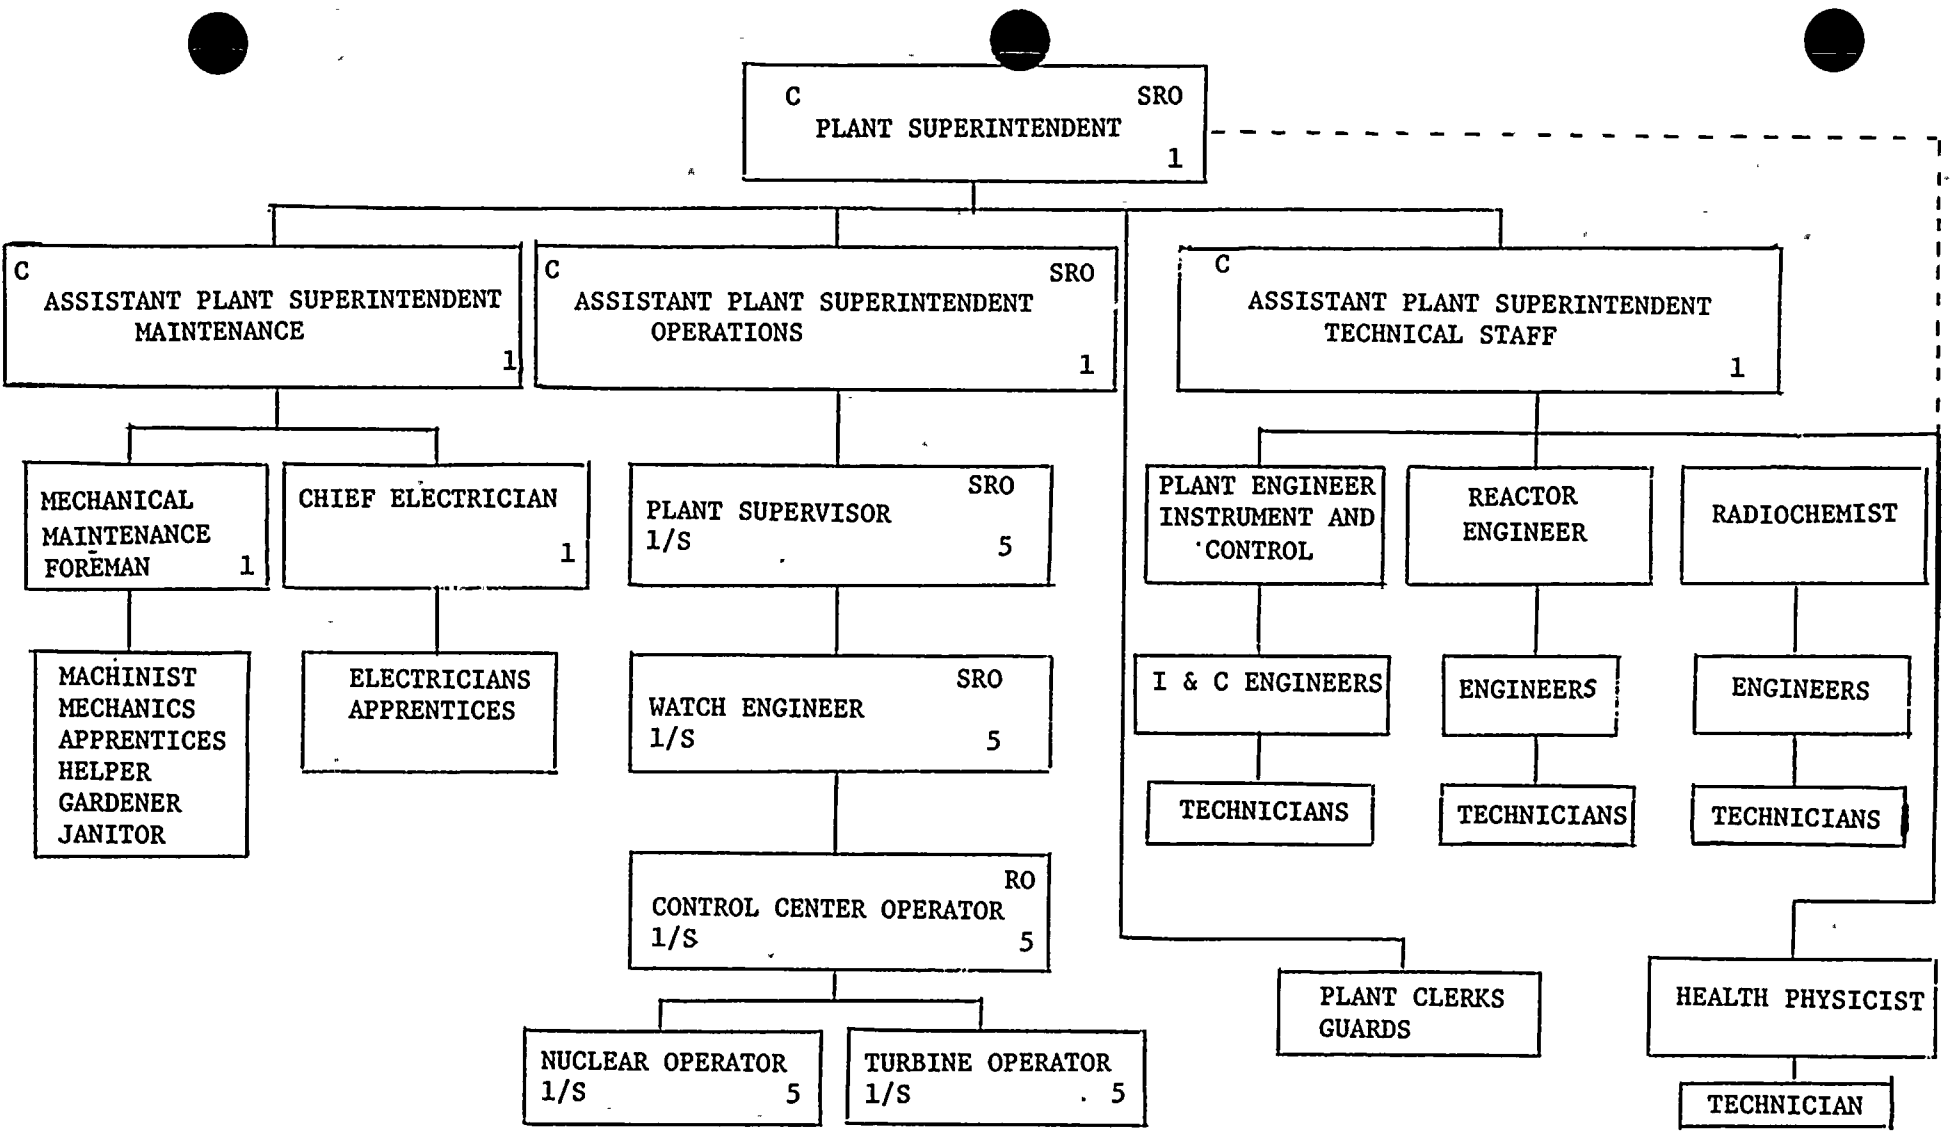 C SRO
PLANT SUPERINTENDENT
1
C
ASSISTANT PLANT SUPERINTENDENT
MAINTENANCE
1
C SRO
ASSISTANT PLANT SUPERINTENDENT
OPERATIONS
1
C
ASSISTANT PLANT SUPERINTENDENT
TECHNICAL STAFF
1
MECHANICAL
MAINTENANCE
FOREMAN 1
CHIEF ELECTRICIAN
1
SRO
PLANT SUPERVISOR
1/S 5
PLANT ENGINEER
INSTRUMENT AND
CONTROL
REACTOR
ENGINEER
RADIOCHEMIST
MACHINIST
MECHANICS
APPRENTICES
HELPER
GARDENER
JANITOR
ELECTRICIANS
APPRENTICES
SRO
WATCH ENGINEER
1/S 5
I & C ENGINEERS
ENGINEERS
ENGINEERS
TECHNICIANS
TECHNICIANS
TECHNICIANS
RO
CONTROL CENTER OPERATOR
1/S 5
PLANT CLERKS
GUARDS
HEALTH PHYSICIST
NUCLEAR OPERATOR
1/S 5
TURBINE OPERATOR
1/S 5
TECHNICIAN